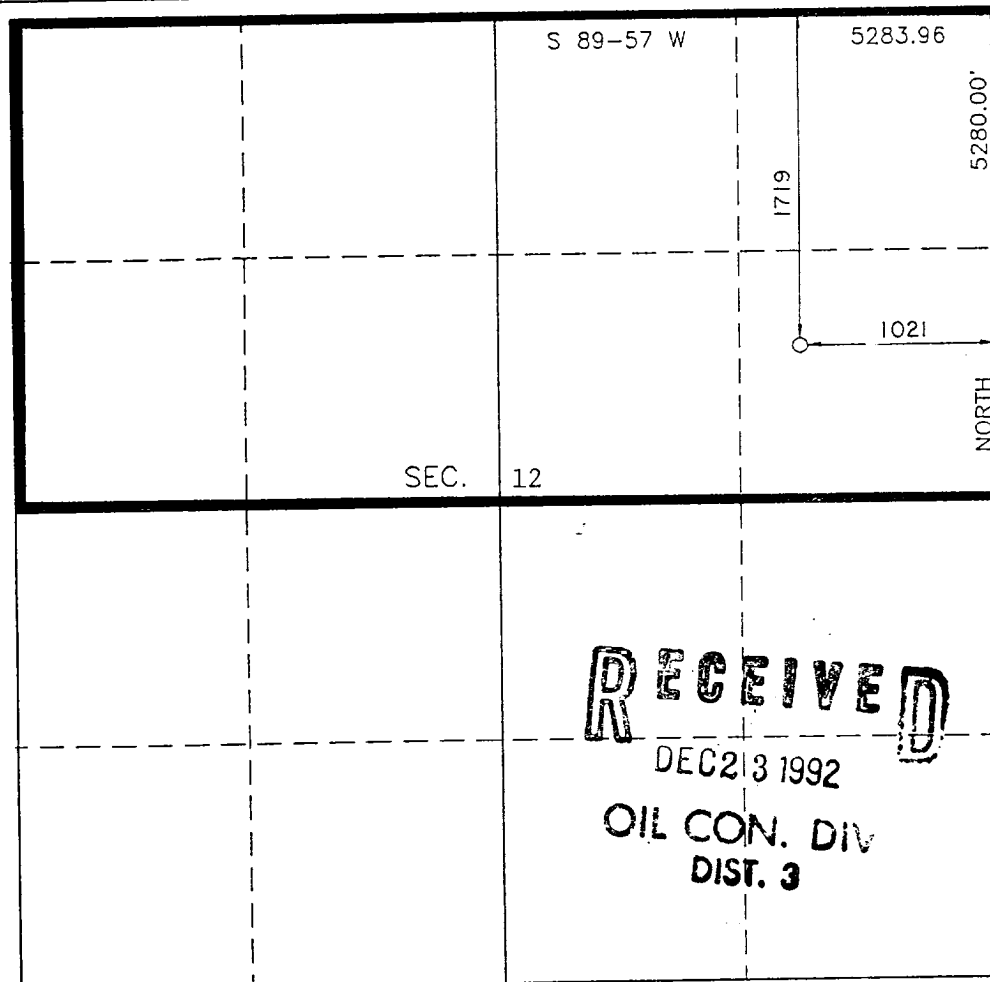 S 89-57 W 5283.96
5280.00'
1719
1021
NORTH
SEC. 12
RECEIVED
DEC 23 1992
OIL CON. DIV
DIST. 3